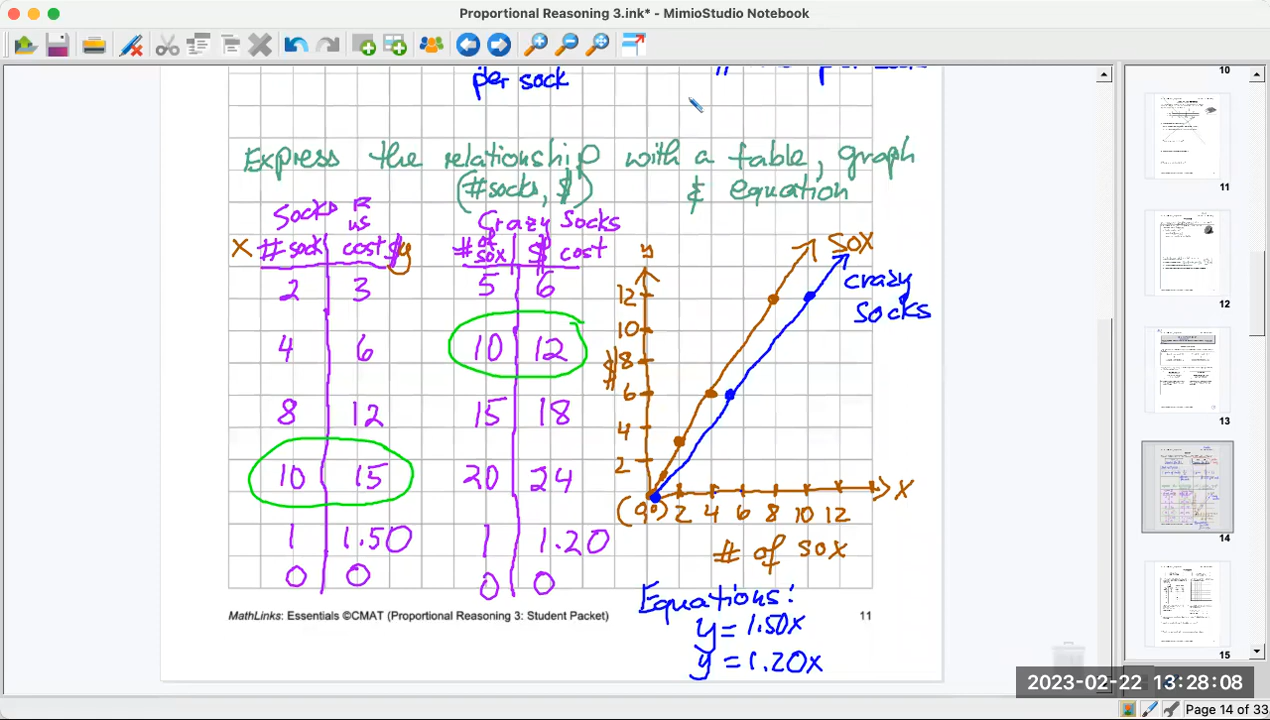 Proportional Reasoning 3.ink* - MimioStudio Notebook
per sock
Express the relationship with a table, graph
(#socks, $) & equation
Socks R us
x # sock cost $ y
2 3
4 6
8 12
10 15
1 1.50
0 0
Crazy Socks
# of sox $ cost
5 6
10 12
15 18
20 24
1 1.20
0 0
y
SOX
crazy
socks
12
10
$ 8
6
4
2
x
(0,0) 2 4 6 8 10 12
# of sox
Equations:
y = 1.50x
y = 1.20x
MathLinks: Essentials ©CMAT (Proportional Reasoning 3: Student Packet) 11
10
11
12
13
14
15
2023-02-22 13:28:08
Page 14 of 33